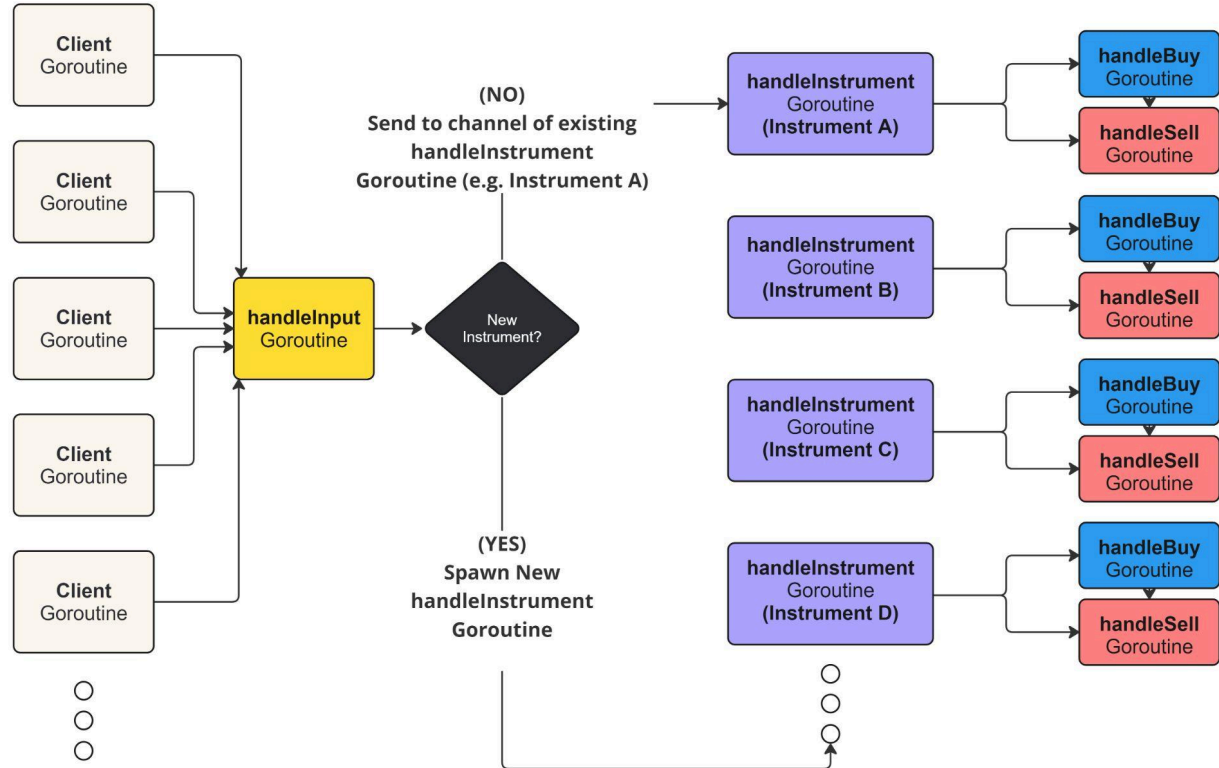 Client
Goroutine
Client
Goroutine
Client
Goroutine
Client
Goroutine
Client
Goroutine
handleInput
Goroutine
New
Instrument?
(NO)
Send to channel of existing
handleInstrument
Goroutine (e.g. Instrument A)
(YES)
Spawn New
handleInstrument
Goroutine
handleInstrument
Goroutine
(Instrument A)
handleBuy
Goroutine
handleSell
Goroutine
handleInstrument
Goroutine
(Instrument B)
handleBuy
Goroutine
handleSell
Goroutine
handleInstrument
Goroutine
(Instrument C)
handleBuy
Goroutine
handleSell
Goroutine
handleInstrument
Goroutine
(Instrument D)
handleBuy
Goroutine
handleSell
Goroutine